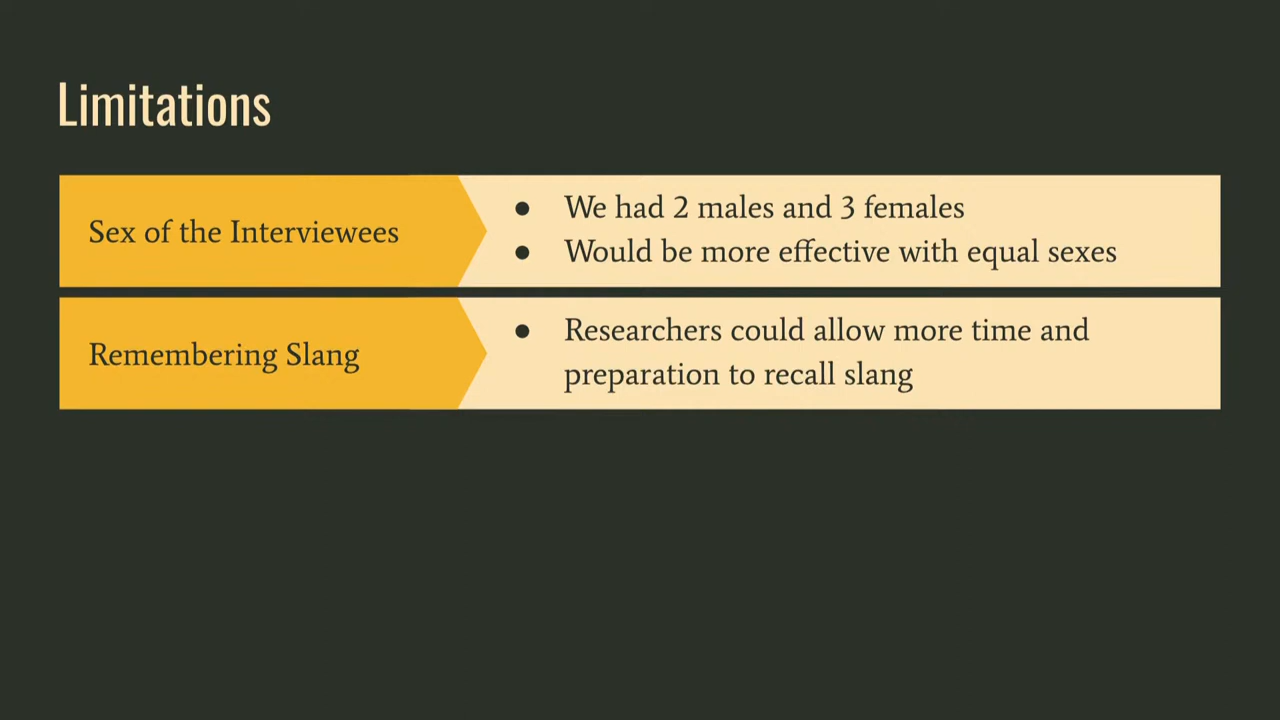 Limitations
Sex of the Interviewees
● We had 2 males and 3 females
● Would be more effective with equal sexes
Remembering Slang
● Researchers could allow more time and
preparation to recall slang